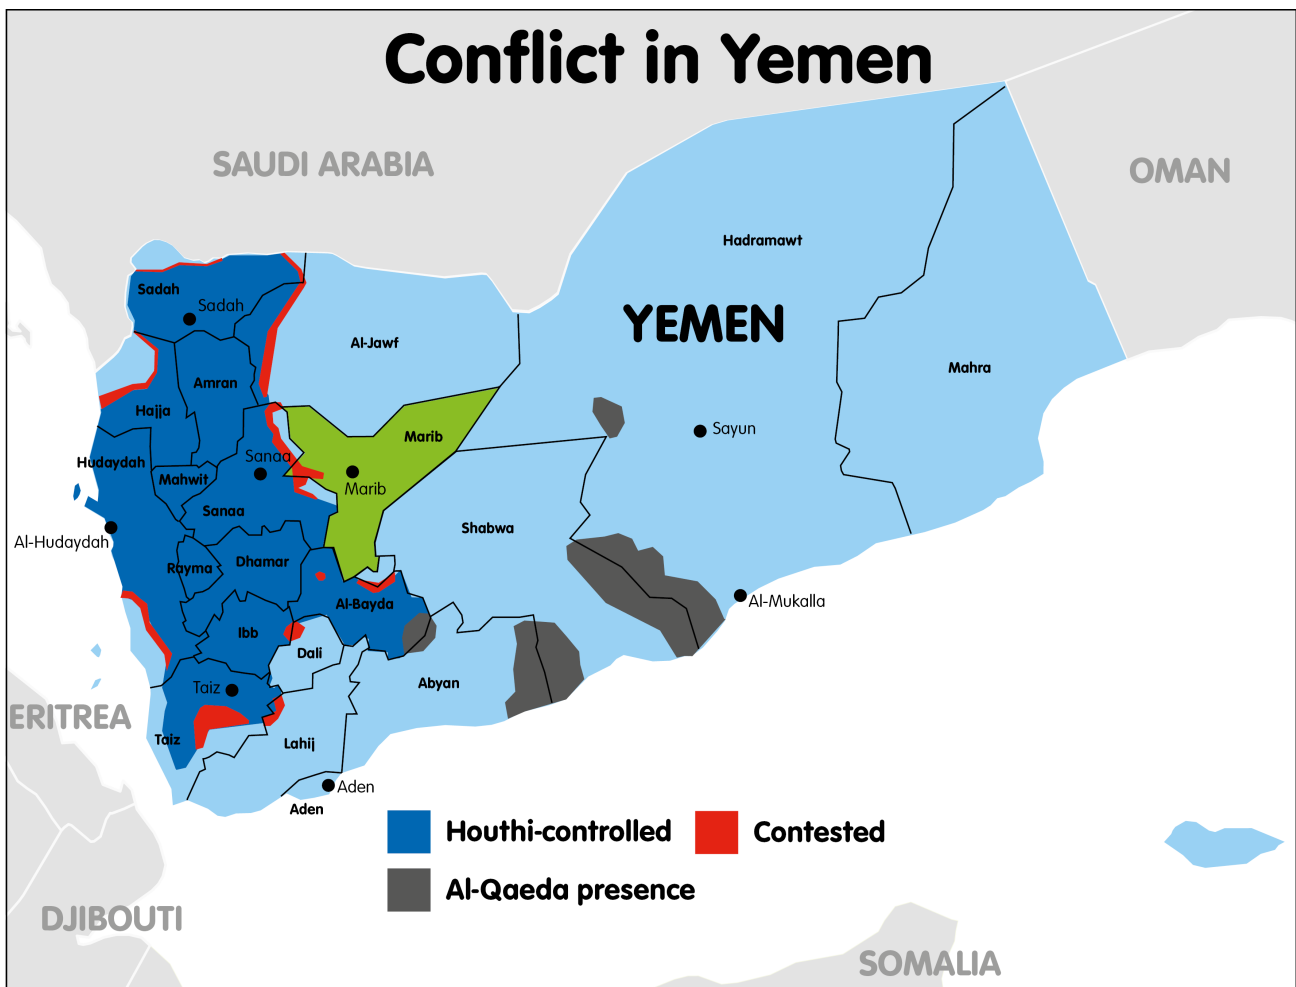 Conflict in Yemen
SAUDI ARABIA
OMAN
Hadramawt
Sadah
Sadah
YEMEN
Al-Jawf
Mahra
Amran
Hajja
Marib
Sayun
Sanaa
Hudaydah
Mahwit
Marib
Sanaa
Shabwa
Al-Hudaydah
Dhamar
Rayma
Al-Bayda
Al-Mukalla
Ibb
Dali
Abyan
Taiz
ERITREA
Taiz
Lahij
Aden
Aden
Houthi-controlled
Contested
Al-Qaeda presence
DJIBOUTI
SOMALIA